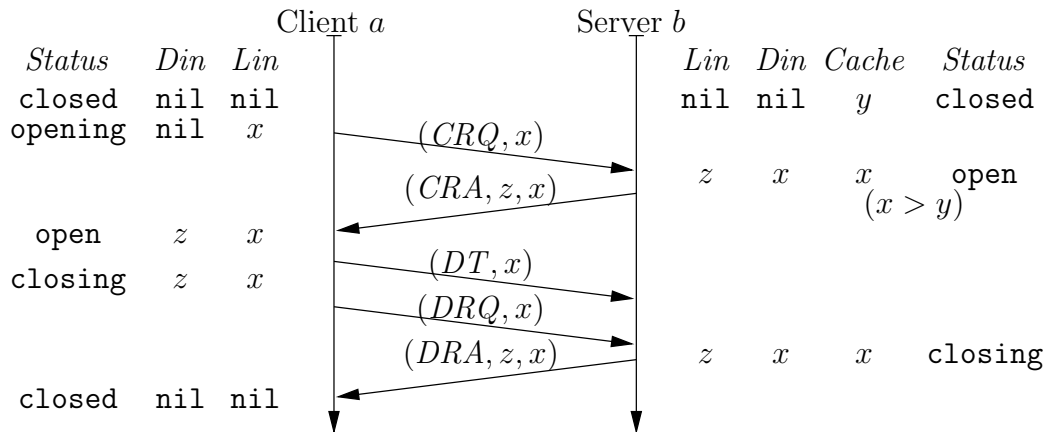 Client a Server b
Status Din Lin Lin Din Cache Status
closed nil nil nil nil y closed
opening nil x (CRQ, x)
z x x open
(CRA, z, x) (x > y)
open z x
closing z x (DT, x)
(DRQ, x)
(DRA, z, x) z x x closing
closed nil nil